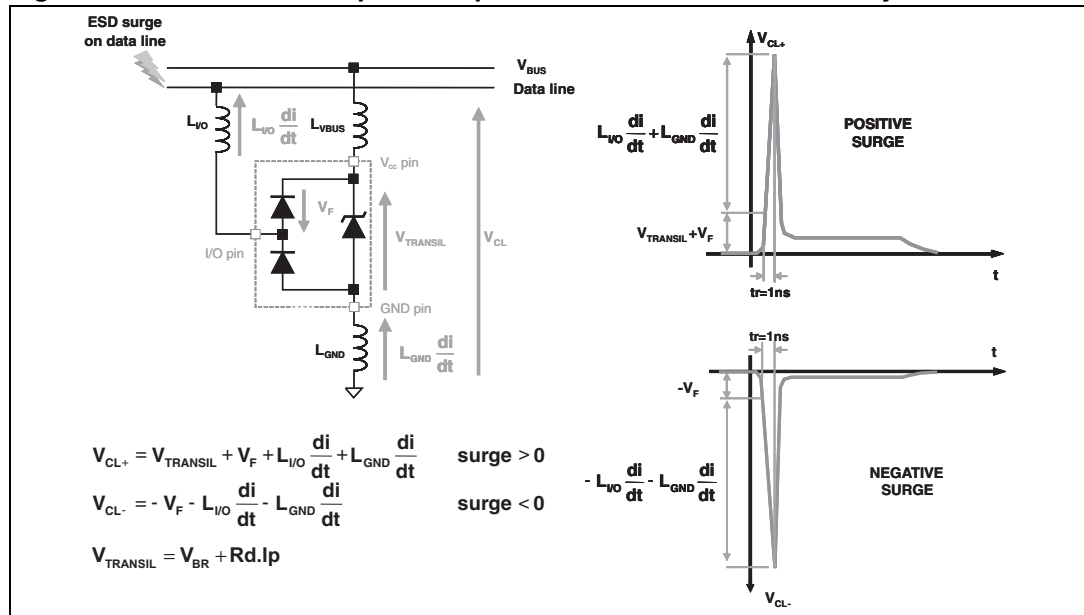 ESD surge
on data line
V_BUS
Data line
L_I/O
L_I/O di/dt
L_VBUS
V_cc pin
V_F
V_TRANSIL
V_CL
I/O pin
GND pin
L_GND
L_GND di/dt
V_CL+ = V_TRANSIL + V_F + L_I/O di/dt + L_GND di/dt surge > 0
V_CL- = - V_F - L_I/O di/dt - L_GND di/dt surge < 0
V_TRANSIL = V_BR + Rd.Ip
V_CL+
L_I/O di/dt + L_GND di/dt
POSITIVE
SURGE
V_TRANSIL+V_F
t
tr=1ns
tr=1ns
t
-V_F
- L_I/O di/dt - L_GND di/dt
NEGATIVE
SURGE
V_CL-